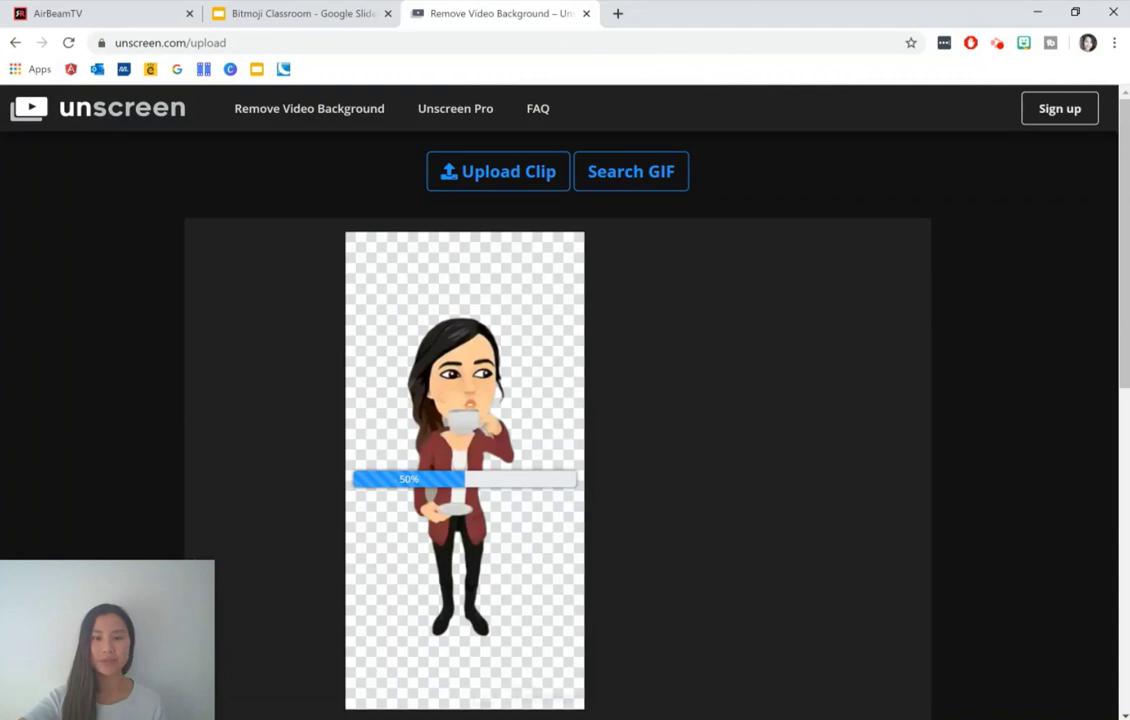 AirBeamTV
Bitmoji Classroom - Google Slide
Remove Video Background – Un
unscreen.com/upload
Apps
unscreen
Remove Video Background
Unscreen Pro
FAQ
Sign up
Upload Clip
Search GIF
50%